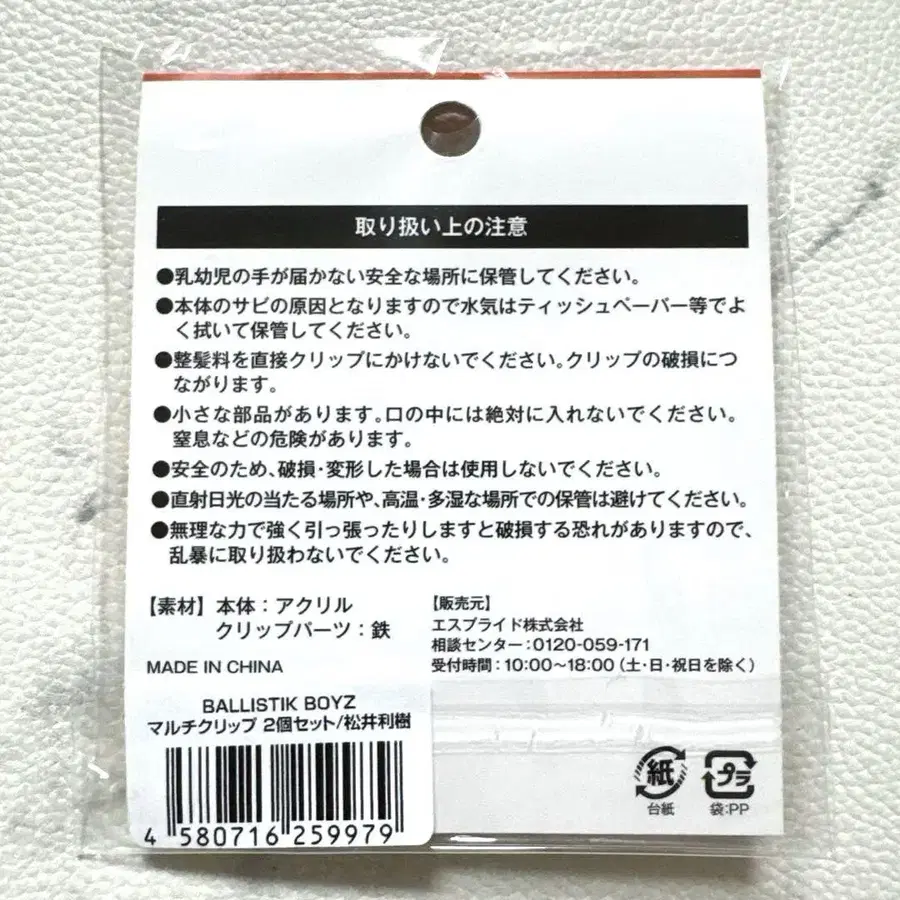 取り扱い上の注意
●乳幼児の手が届かない安全な場所に保管してください。
●本体のサビの原因となりますので水気はティッシュペーパー等でよ
く拭いて保管してください。
●整髪料を直接クリップにかけないでください。クリップの破損につ
ながります。
●小さな部品があります。口の中には絶対に入れないでください。
窒息などの危険があります。
●安全のため、破損・変形した場合は使用しないでください。
●直射日光の当たる場所や、高温・多湿な場所での保管は避けてください。
●無理な力で強く引っ張ったりしますと破損する恐れがありますので、
乱暴に取り扱わないでください。
【素材】本体：アクリル
クリップパーツ：鉄
MADE IN CHINA
【販売元】
エスブライド株式会社
相談センター：0120-059-171
受付時間：10:00～18:00（土・日・祝日を除く）
BALLISTIK BOYZ
マルチクリップ 2個セット/松井利樹
4 580716 259979
紙
台紙
プラ
袋:PP